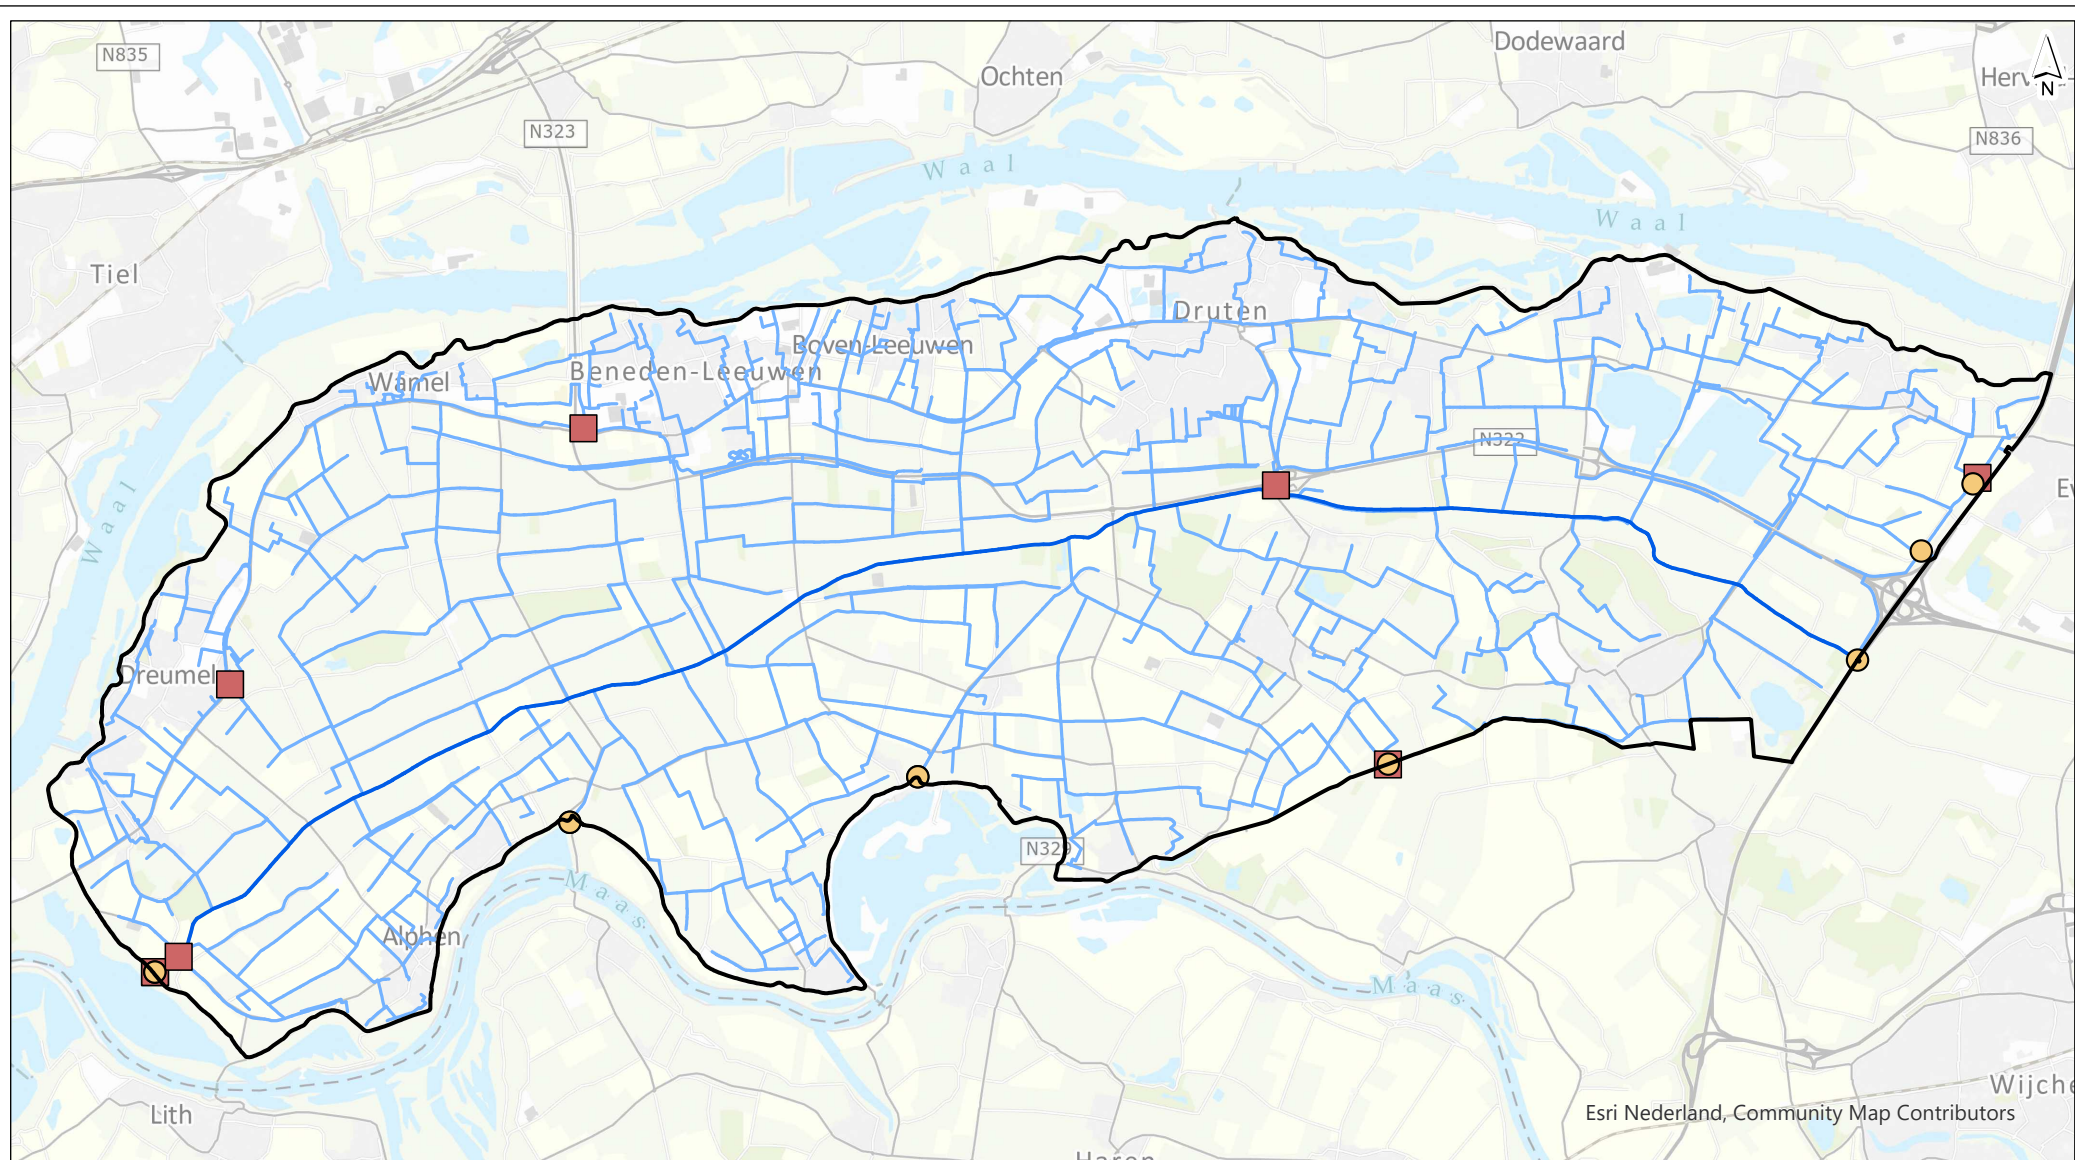 N835
Dodewaard
Ochten
N
N323
N836
Waal
Waal
Tiel
Druten
Boven-Leeuwen
Beneden-Leeuwen
Wamel
N322
Waal
Dreumel
N329
Maas
Alphen
Maas
Wijche
Lith
Esri Nederland, Community Map Contributors